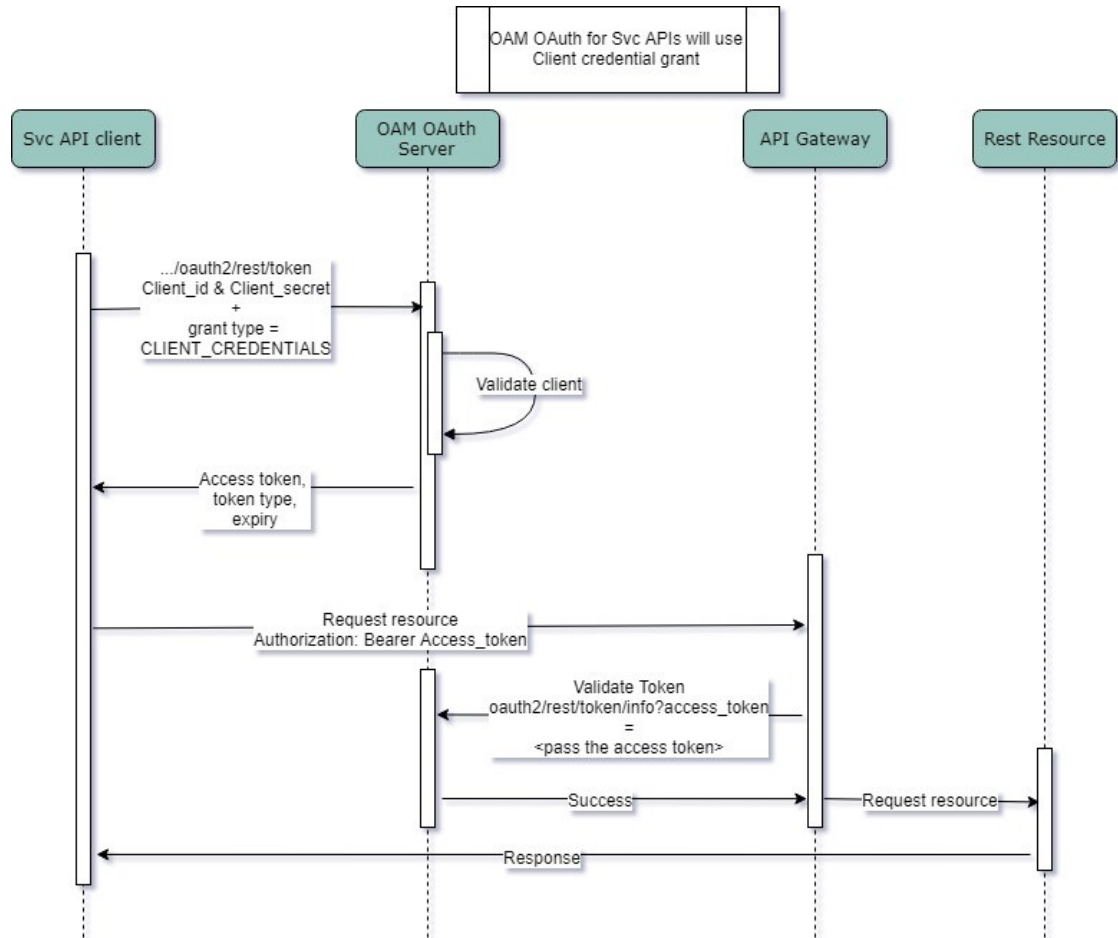 OAM OAuth for Svc APIs will use
Client credential grant
Svc API client
OAM OAuth
Server
API Gateway
Rest Resource
.../oauth2/rest/token
Client_id & Client_secret
+
grant type =
CLIENT_CREDENTIALS
Validate client
Access token,
token type,
expiry
Request resource
Authorization: Bearer Access_token
Validate Token
oauth2/rest/token/info?access_token
=
<pass the access token>
Success
Request resource
Response